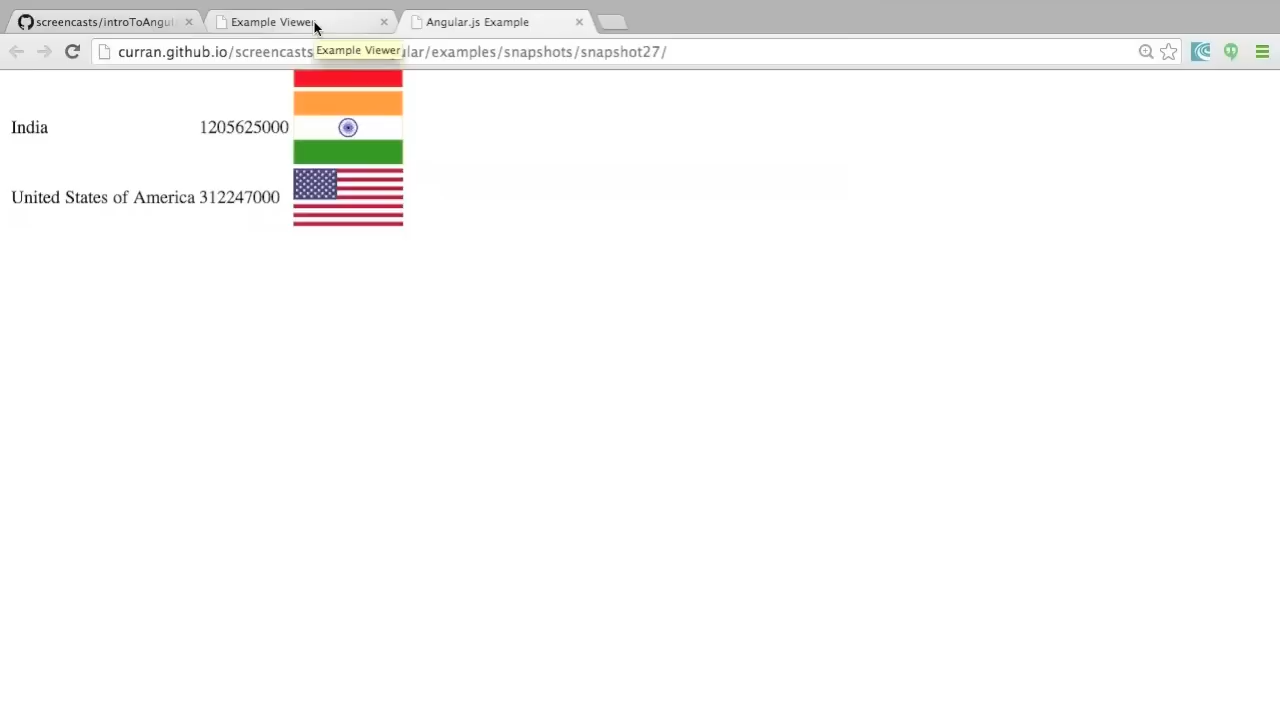 screencasts/introToAngul
Example Viewer
Angular.js Example
curran.github.io/screencasts
ular/examples/snapshots/snapshot27/
Example Viewer
India 1205625000
United States of America 312247000